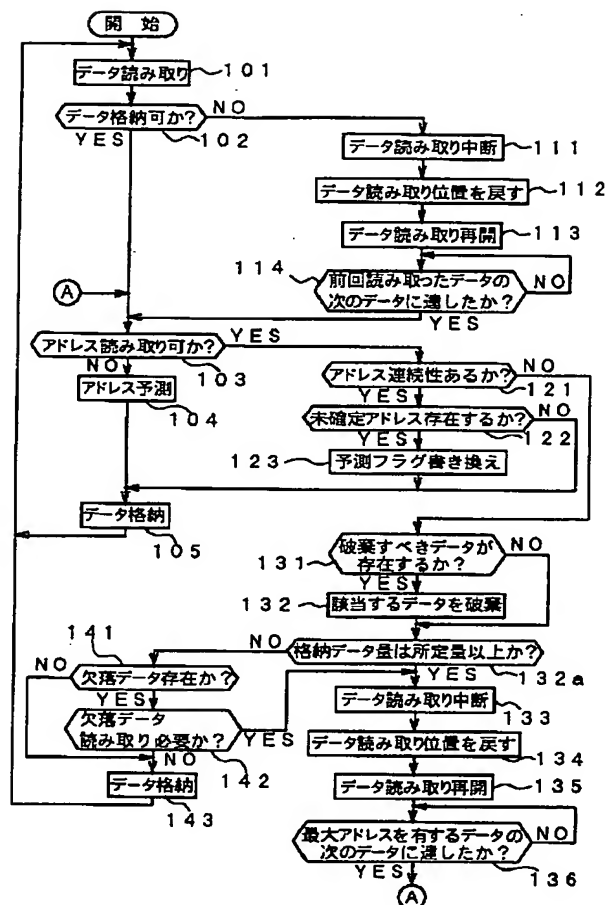 開始
データ読み取り
101
データ格納可か?
NO
YES
102
データ読み取り中断
111
データ読み取り位置を戻す
112
データ読み取り再開
113
114
前回読み取ったデータの
次のデータに達したか?
NO
YES
A
アドレス読み取り可か?
YES
NO
103
アドレス予測
104
アドレス連続性あるか?
NO
YES
121
未確定アドレス存在するか?
NO
YES
122
123
予測フラグ書き換え
データ格納
105
破棄すべきデータが
存在するか?
NO
131
YES
132
該当するデータを破棄
格納データ量は所定量以上か?
NO
YES
132a
141
NO
欠落データ存在か?
YES
欠落データ
読み取り必要か?
YES
NO
142
データ格納
143
データ読み取り中断
133
データ読み取り位置を戻す
134
データ読み取り再開
135
最大アドレスを有するデータの
次のデータに達したか?
NO
YES
136
A